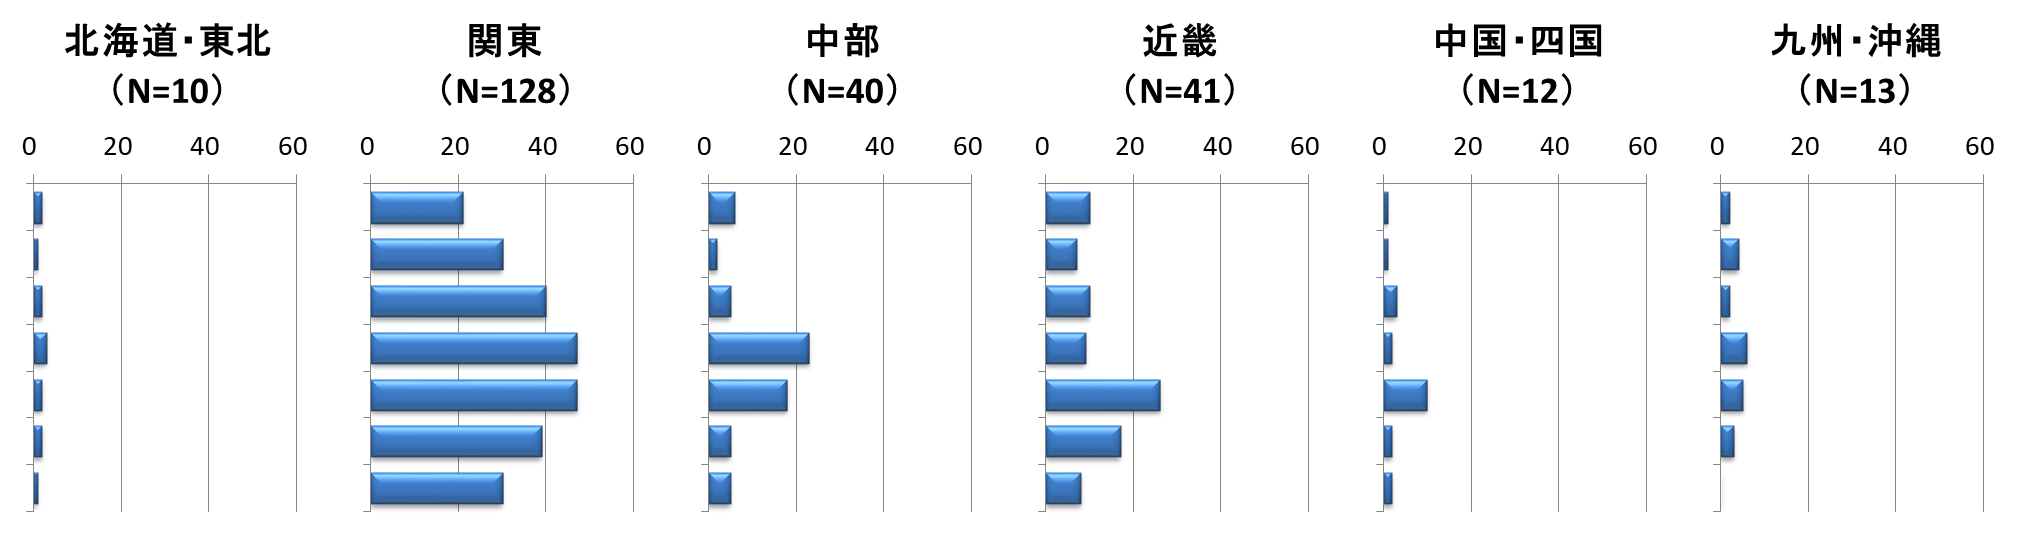 北海道・東北
（N=10）
0 20 40 60
関東
（N=128）
0 20 40 60
中部
（N=40）
0 20 40 60
近畿
（N=41）
0 20 40 60
中国・四国
（N=12）
0 20 40 60
九州・沖縄
（N=13）
0 20 40 60